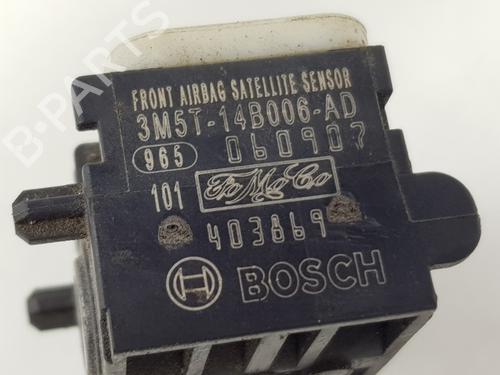 FRONT AIRBAG SATELLITE SENSOR
3M5T-14B006-AD
965 060907
101 FoMoCo
403869
BOSCH
B-PARTS